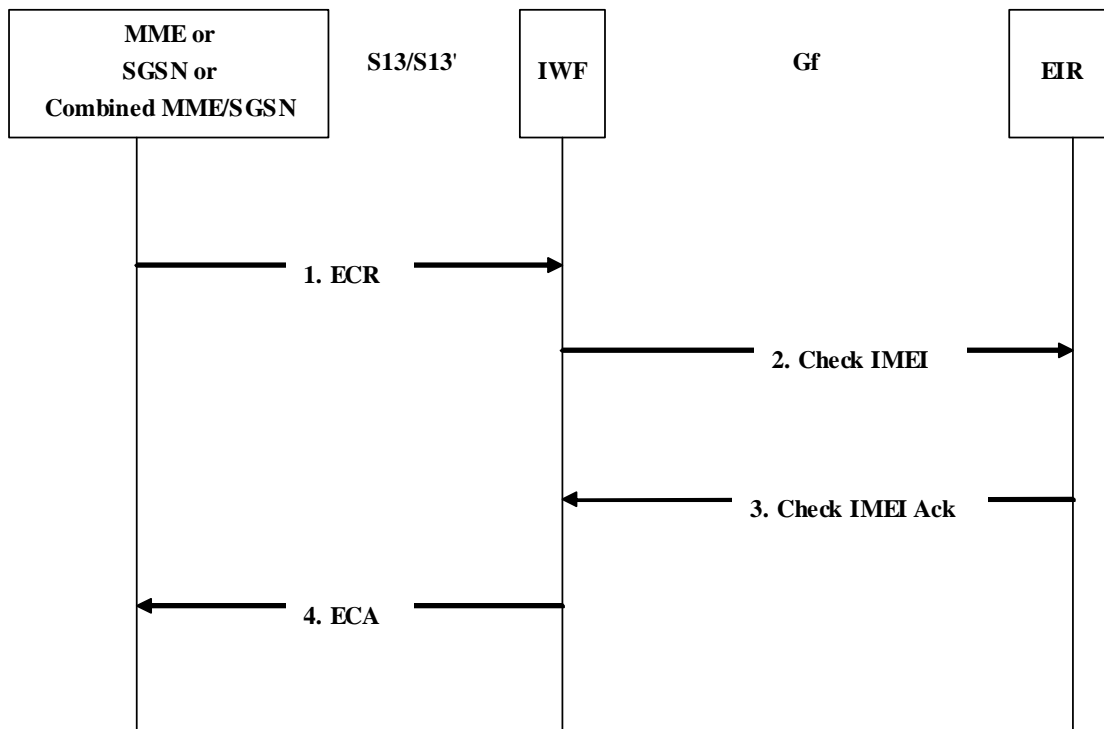 MME or
SGSN or
Combined MME/SGSN
S13/S13'
IWF
Gf
EIR
1. ECR
2. Check IMEI
3. Check IMEI Ack
4. ECA